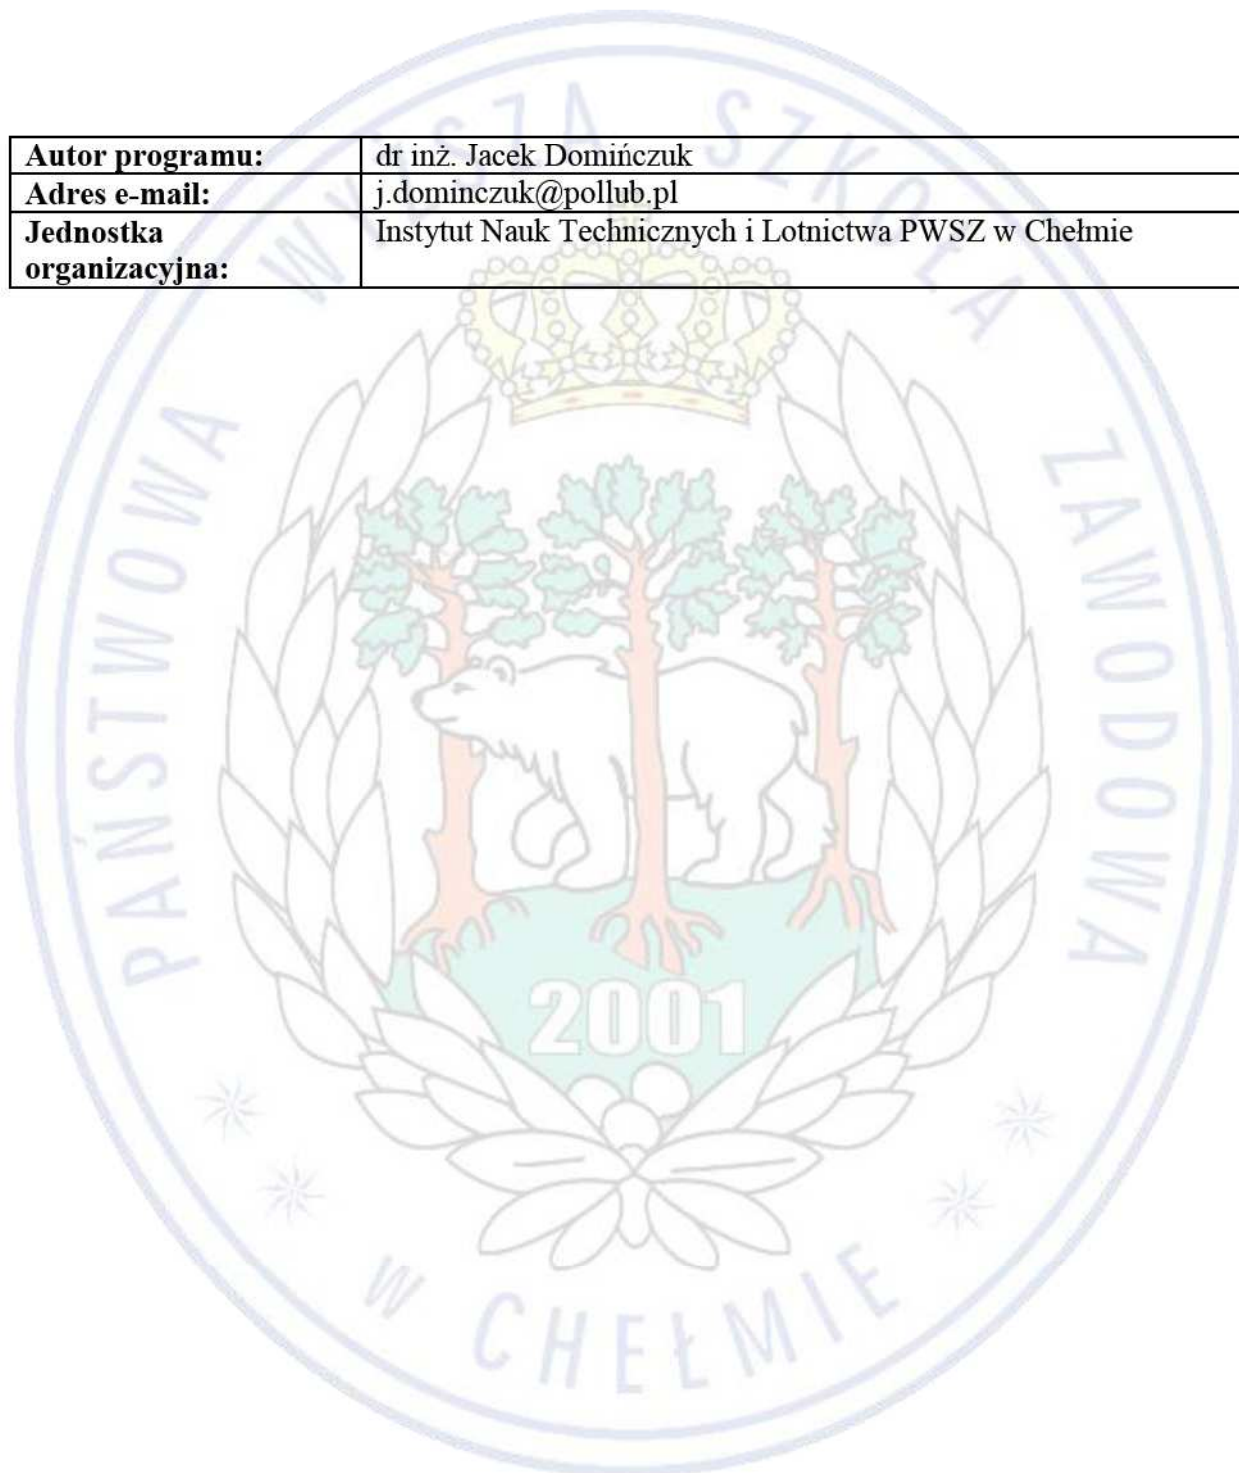 Autor programu: dr inż. Jacek Domińczuk
Adres e-mail: j.dominczuk@pollub.pl
Jednostka organizacyjna: Instytut Nauk Technicznych i Lotnictwa PWSZ w Chełmie
PAŃSTWOWA WYŻSZA SZKOŁA ZAWODOWA
2001
W CHEŁMIE